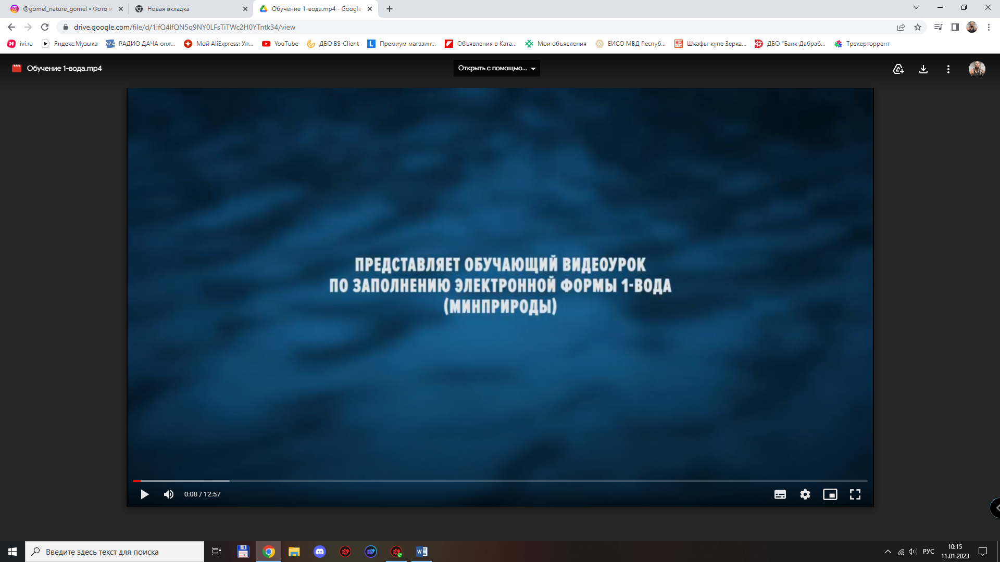 @gomel_nature_gomel • Фото и
Новая вкладка
Обучение 1-вода.mp4 - Google
drive.google.com/file/d/1ifQ4lfQN5q9NY0LFsTiTWc2H0YTntk34/view
ivi.ru
Яндекс.Музыка
РАДИО ДАЧА онл...
Мой AliExpress: Уп...
YouTube
ДБО BS-Client
Премиум магазин...
Объявления в Ката...
Мои объявления
ЕИСО МВД Респуб...
Шкафы-купе Зерка...
ДБО "Банк Дабраб...
Трекерторрент
Обучение 1-вода.mp4
Открыть с помощью...
ПРЕДСТАВЛЯЕТ ОБУЧАЮЩИЙ ВИДЕОУРОК
ПО ЗАПОЛНЕНИЮ ЭЛЕКТРОННОЙ ФОРМЫ 1-ВОДА
(МИНПРИРОДЫ)
0:08 / 12:57
Введите здесь текст для поиска
РУС
10:15
11.01.2023